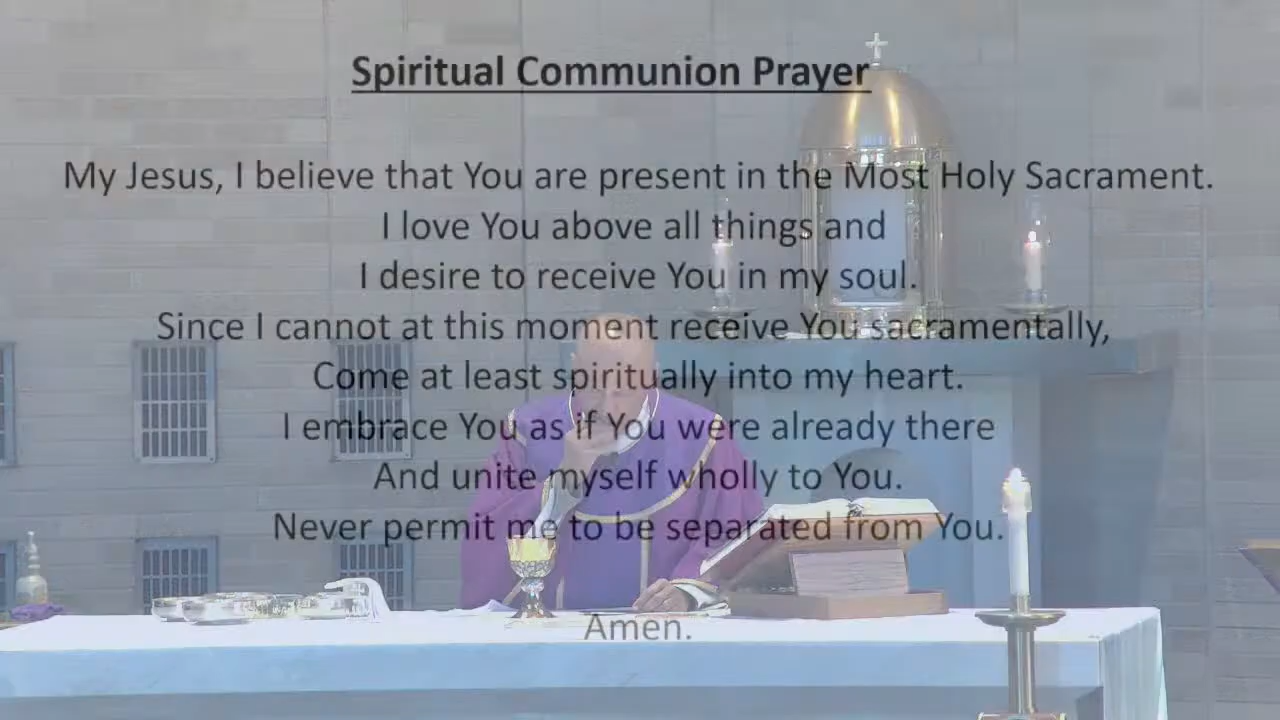 Spiritual Communion Prayer
My Jesus, I believe that You are present in the Most Holy Sacrament.
I love You above all things and
I desire to receive You in my soul.
Since I cannot at this moment receive You sacramentally,
Come at least spiritually into my heart.
I embrace You as if You were already there
And unite myself wholly to You.
Never permit me to be separated from You.
Amen.